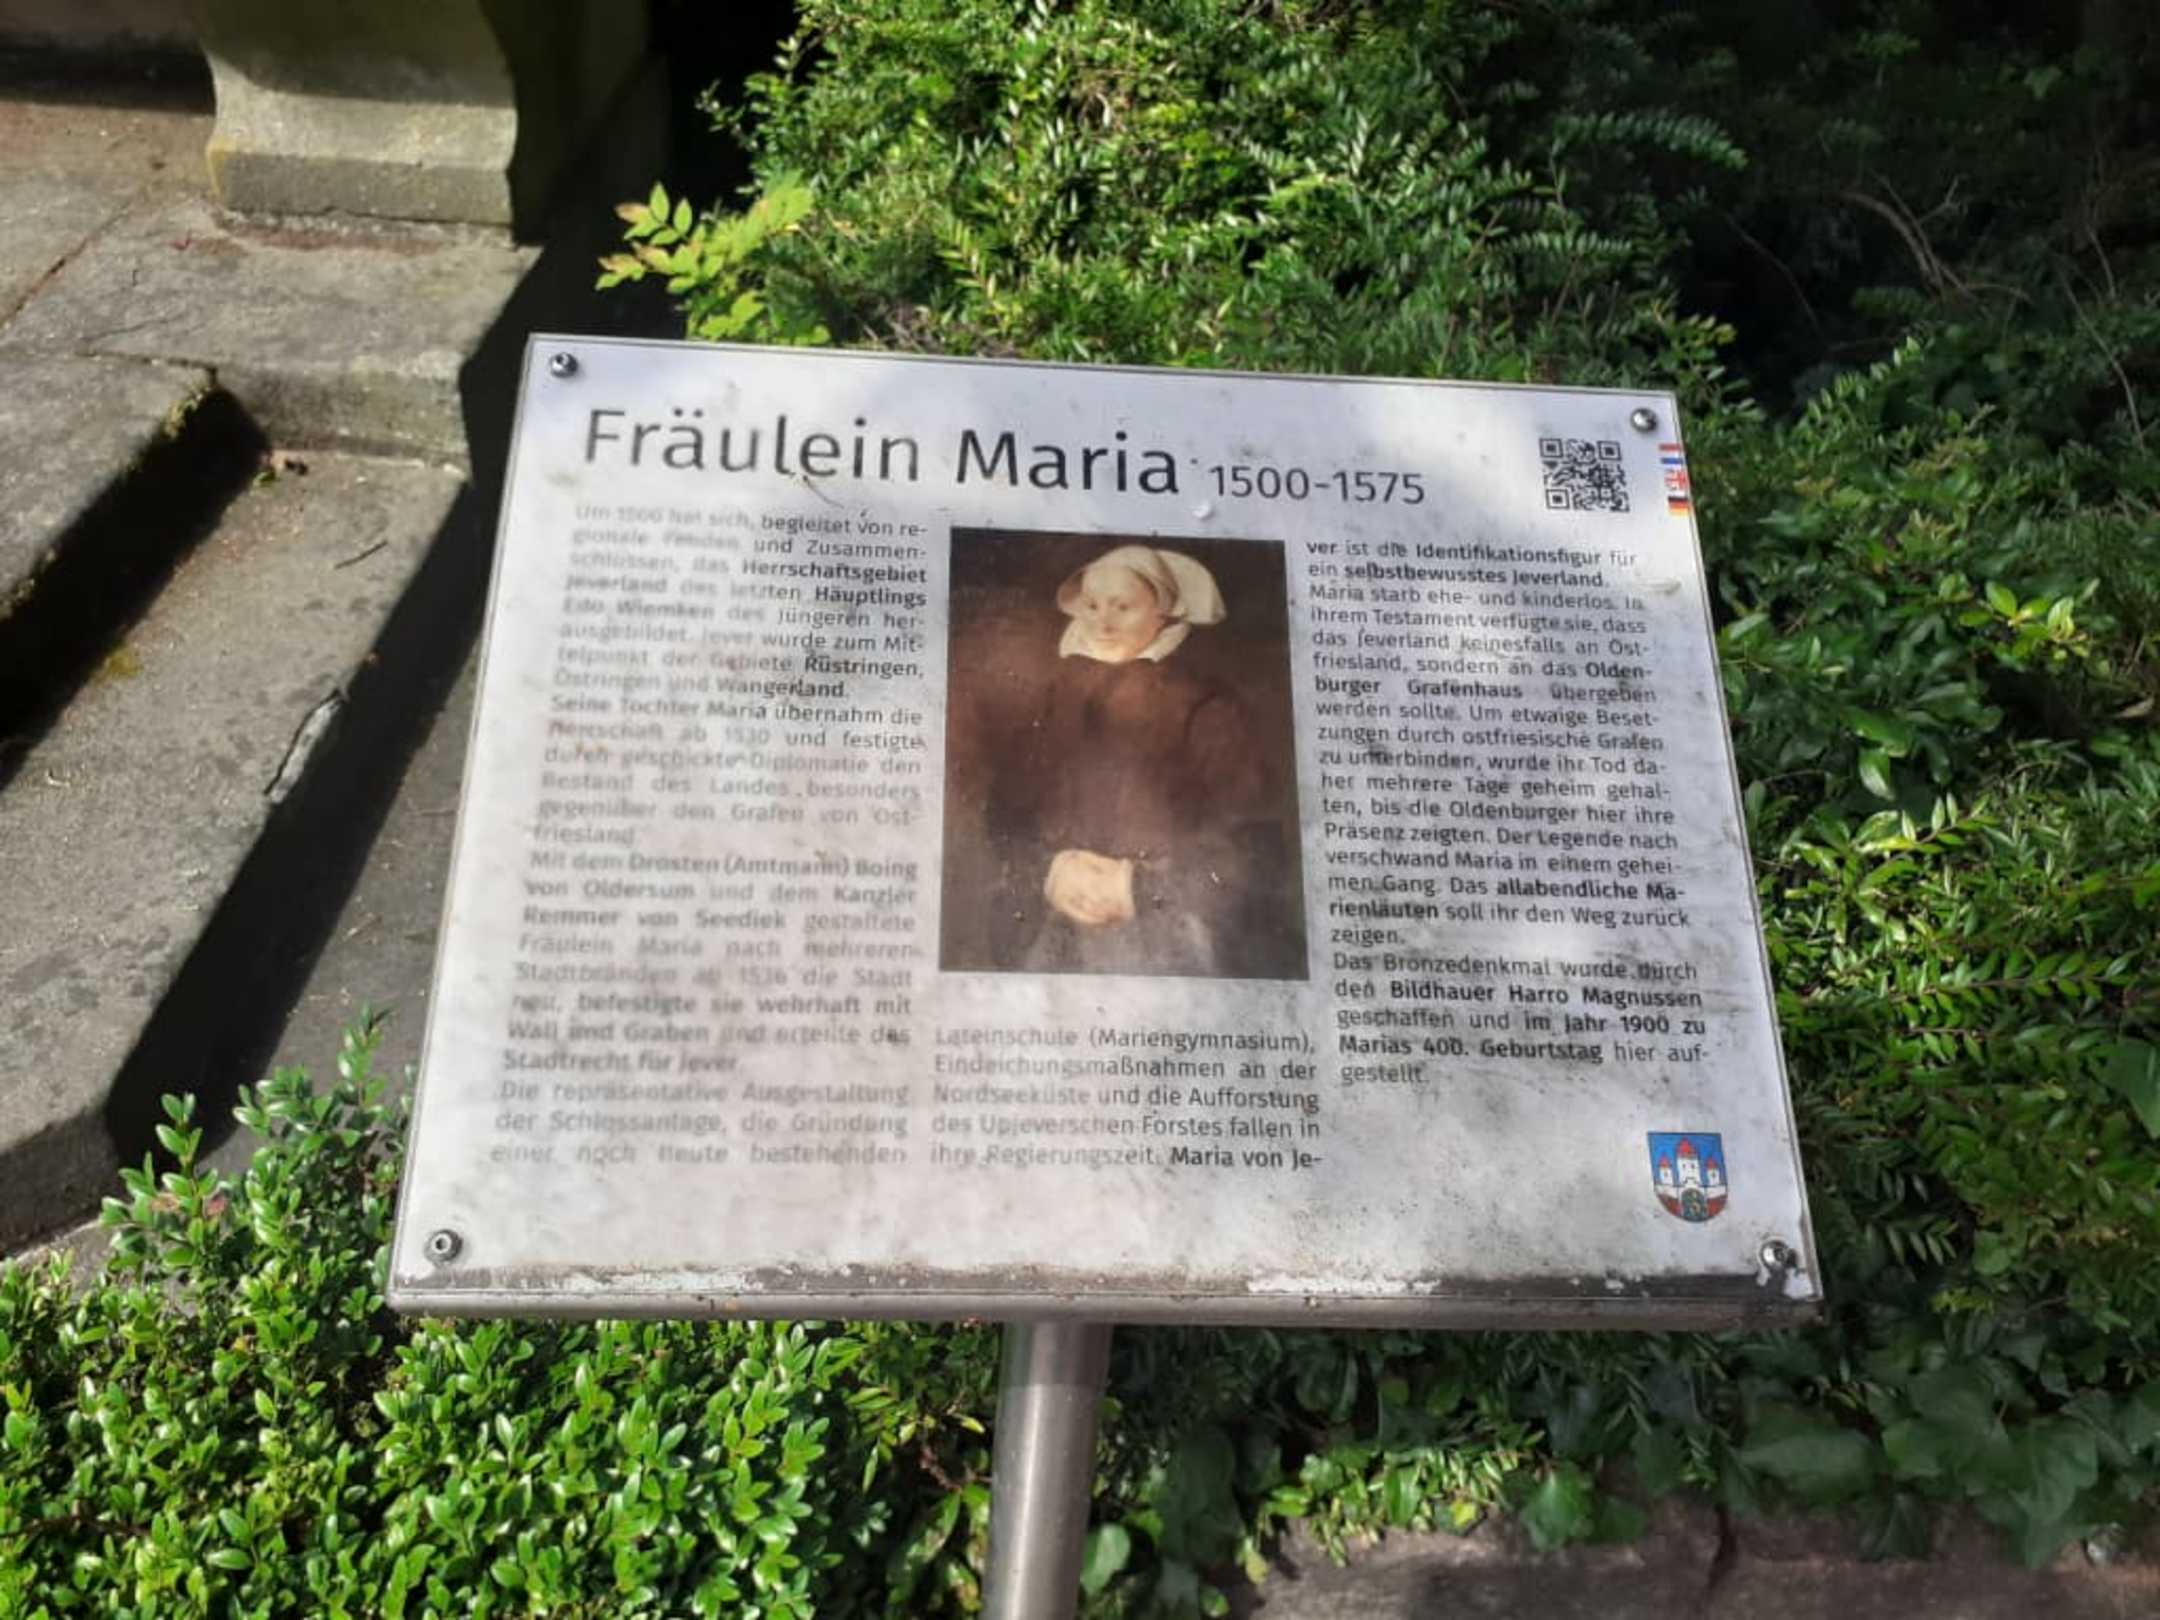 Fräulein Maria 1500-1575
Um 1500 hat sich, begleitet von re-
gionale Fehden und Zusammen-
schlüssen, das Herrschaftsgebiet
Jeverland des letzten Häuptlings
Edo Wiemken des Jüngeren her-
ausgebildet. Jever wurde zum Mit-
telpunkt der Gebiete Rüstringen,
Östringen und Wangerland.
Seine Tochter Maria übernahm die
Herrschaft ab 1530 und festigte
durch geschickte Diplomatie den
Bestand des Landes besonders
gegenüber den Grafen von Ost-
friesland.
Mit dem Drosten (Amtmann) Boing
von Oldersum und dem Kanzler
Remmer von Seediek gestaltete
Fräulein Maria nach mehreren
Stadtbränden ab 1536 die Stadt
neu, befestigte sie wehrhaft mit
Wall und Graben und erteilte das
Stadtrecht für Jever.
Die repräsentative Ausgestaltung
der Schlossanlage, die Gründung
einer noch heute bestehenden
Lateinschule (Mariengymnasium),
Eindeichungsmaßnahmen an der
Nordseeküste und die Aufforstung
des Upjeverschen Forstes fallen in
ihre Regierungszeit. Maria von Je-
ver ist die Identifikationsfigur für
ein selbstbewusstes Jeverland.
Maria starb ehe- und kinderlos. In
ihrem Testament verfügte sie, dass
das Jeverland keinesfalls an Ost-
friesland, sondern an das Olden-
burger Grafenhaus übergeben
werden sollte. Um etwaige Beset-
zungen durch ostfriesische Grafen
zu unterbinden, wurde ihr Tod da-
her mehrere Tage geheim gehal-
ten, bis die Oldenburger hier ihre
Präsenz zeigten. Der Legende nach
verschwand Maria in einem gehei-
men Gang. Das allabendliche Ma-
rienläuten soll ihr den Weg zurück
zeigen.
Das Bronzedenkmal wurde durch
den Bildhauer Harro Magnussen
geschaffen und im Jahr 1900 zu
Marias 400. Geburtstag hier auf-
gestellt.